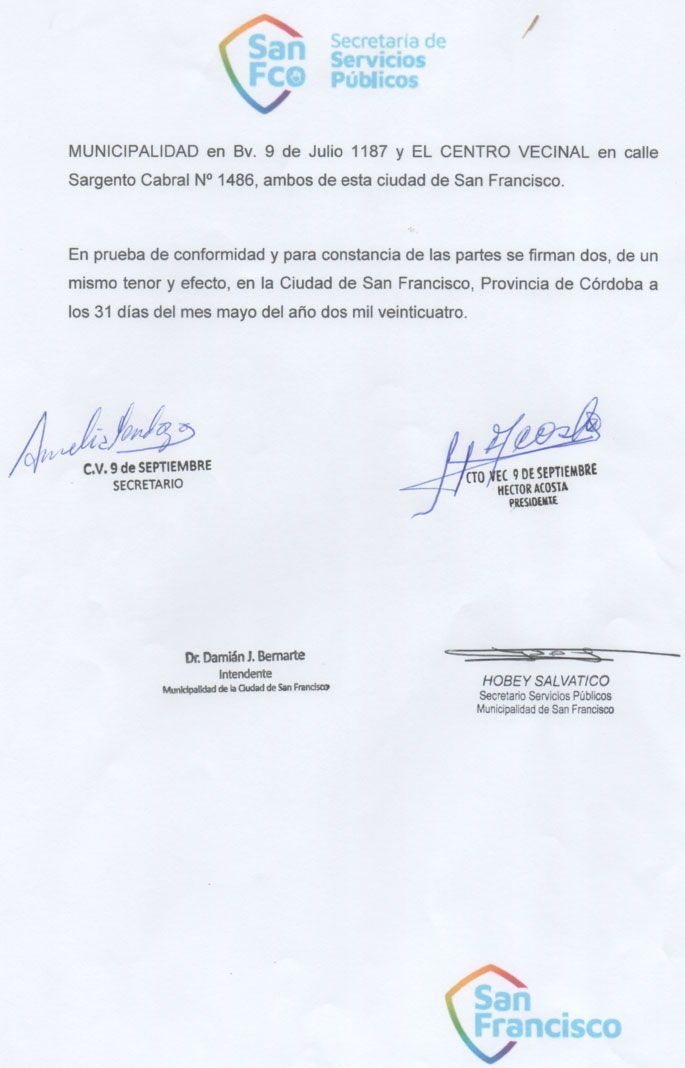 San
Fco
Secretaría de
Servicios
Públicos
MUNICIPALIDAD en Bv. 9 de Julio 1187 y EL CENTRO VECINAL en calle
Sargento Cabral Nº 1486, ambos de esta ciudad de San Francisco.
En prueba de conformidad y para constancia de las partes se firman dos, de un
mismo tenor y efecto, en la Ciudad de San Francisco, Provincia de Córdoba a
los 31 días del mes mayo del año dos mil veinticuatro.
Amelia Mendoza
C.V. 9 de SEPTIEMBRE
SECRETARIO
H Acosta
CTO VEC 9 DE SEPTIEMBRE
HECTOR ACOSTA
PRESIDENTE
Dr. Damián J. Bernarte
Intendente
Municipalidad de la Ciudad de San Francisco
HOBEY SALVATICO
Secretario Servicios Públicos
Municipalidad de San Francisco
San
Francisco